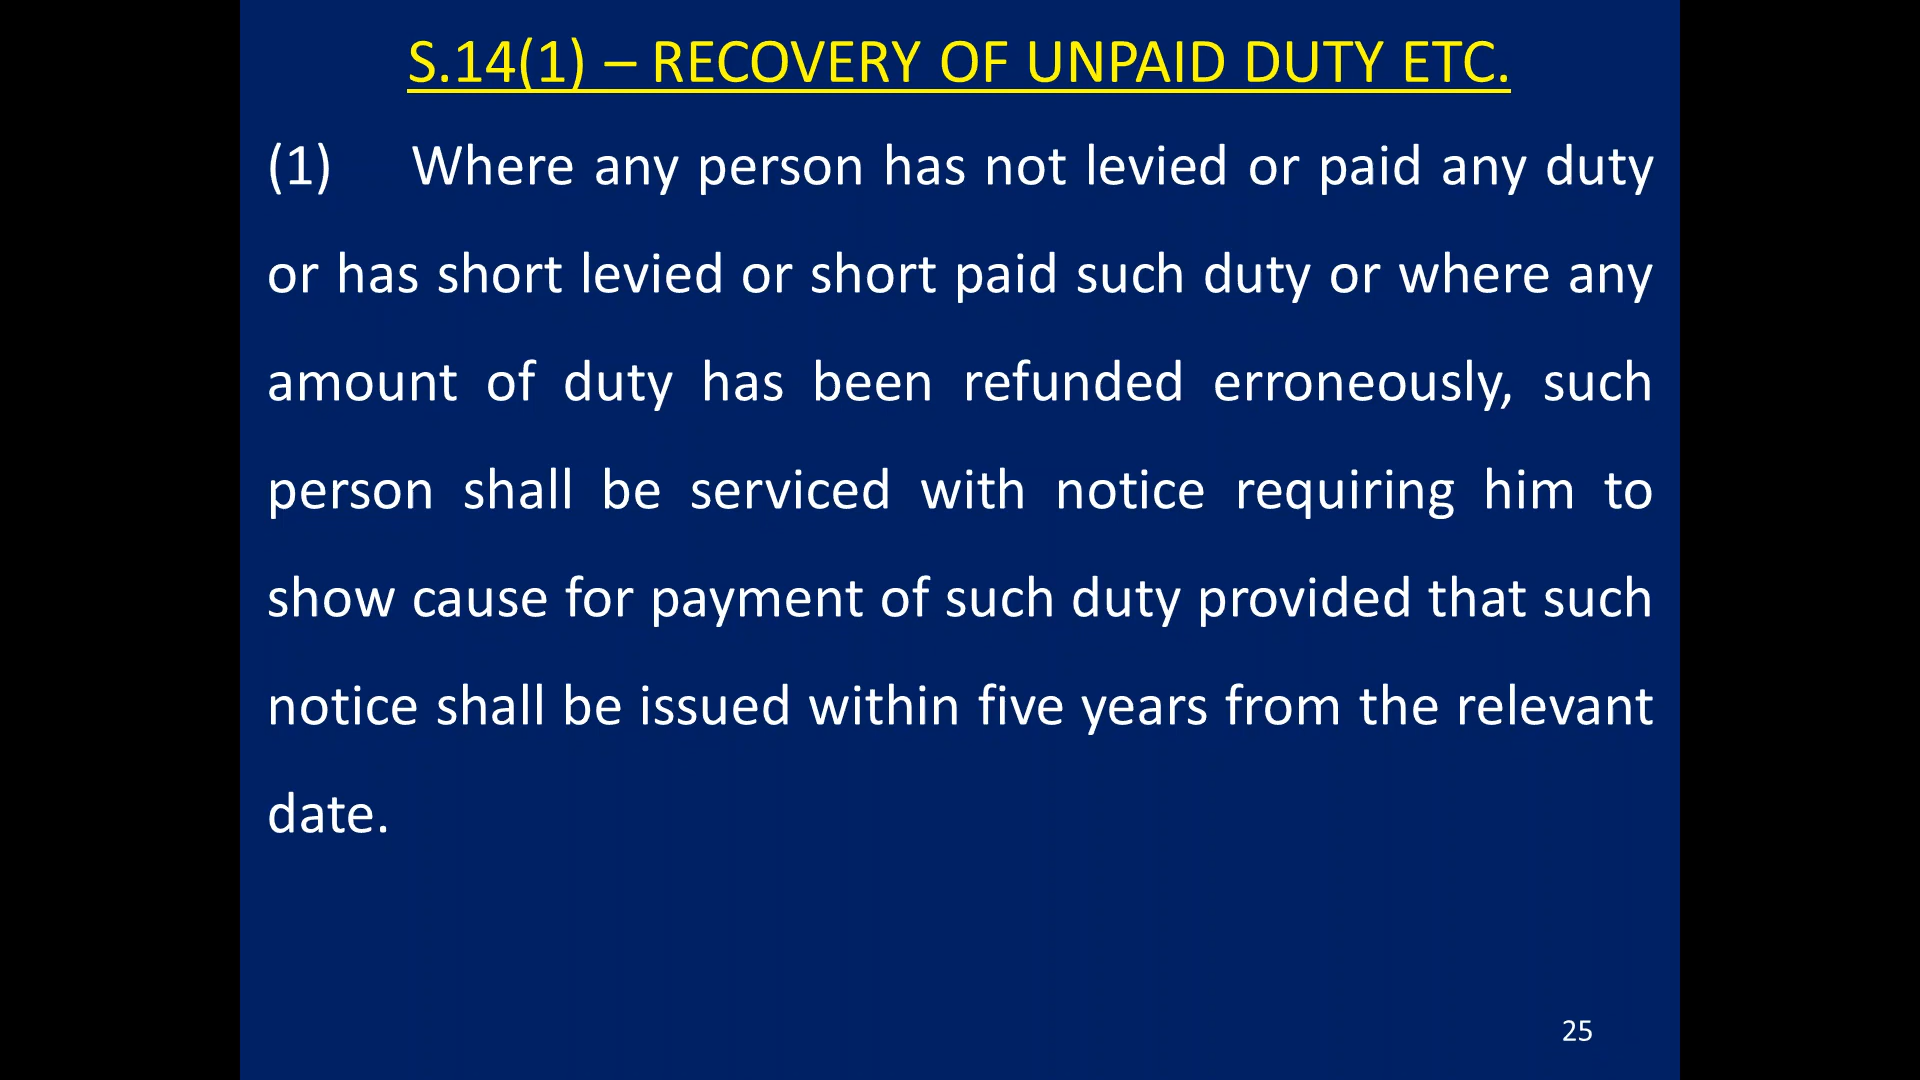 S.14(1) – RECOVERY OF UNPAID DUTY ETC.
(1) Where any person has not levied or paid any duty
or has short levied or short paid such duty or where any
amount of duty has been refunded erroneously, such
person shall be serviced with notice requiring him to
show cause for payment of such duty provided that such
notice shall be issued within five years from the relevant
date.
25